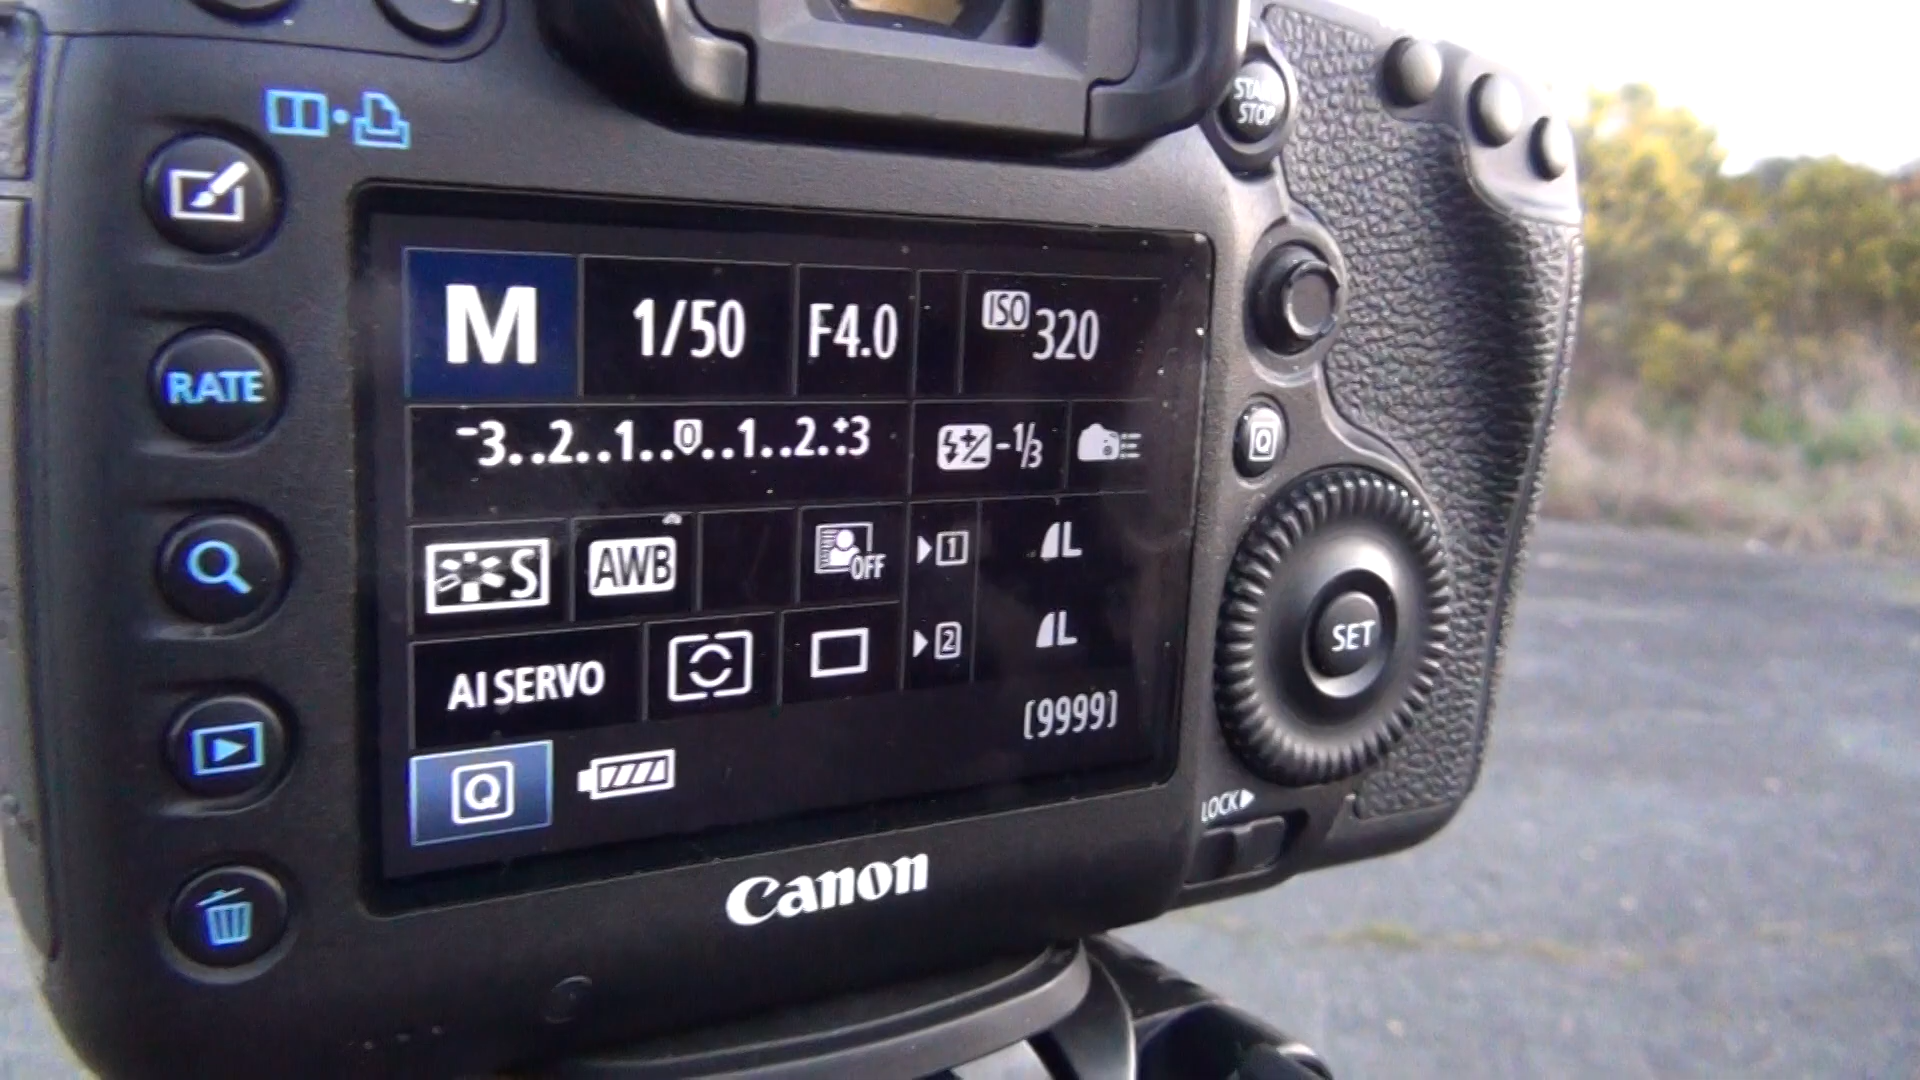 START
STOP
RATE
M 1/50 F4.0 ISO 320
-3..2..1..0..1..2.:+3 -1/3
S AWB OFF 1 L
2 L
AI SERVO
[9999]
Q
Q
SET
LOCK
Canon